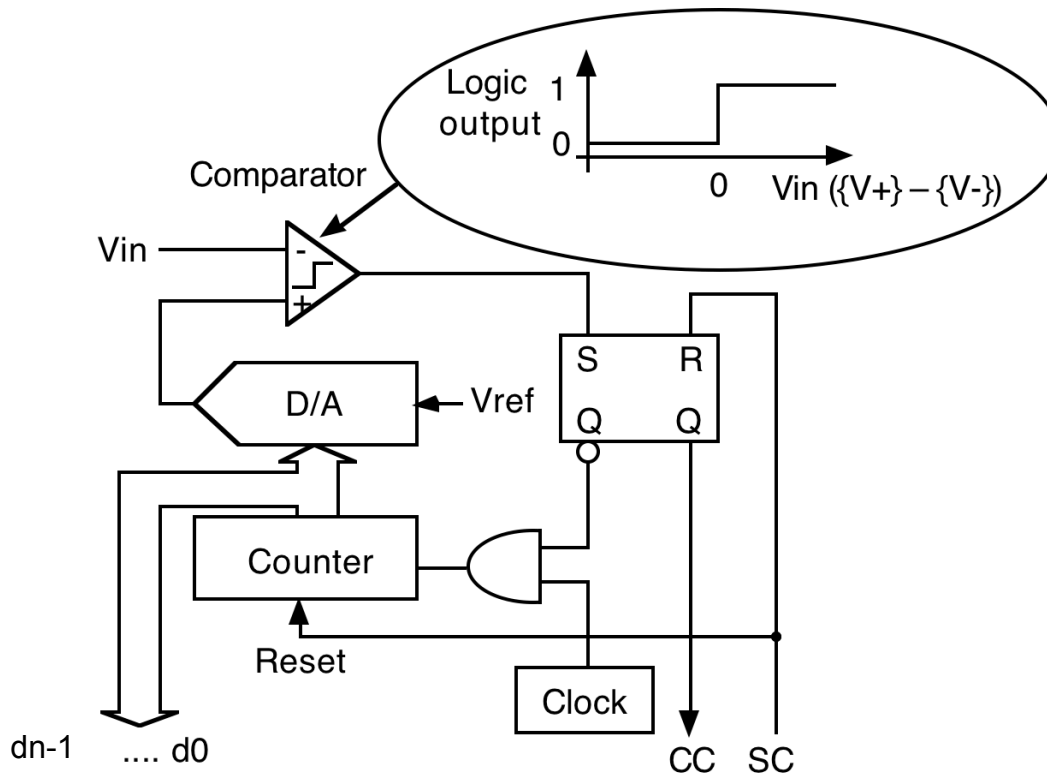 Logic
output
1
0
0
Vin ({V+} – {V-})
Comparator
Vin
-
+
D/A
Vref
S
R
Q
Q
Counter
Reset
Clock
dn-1 .... d0
CC
SC